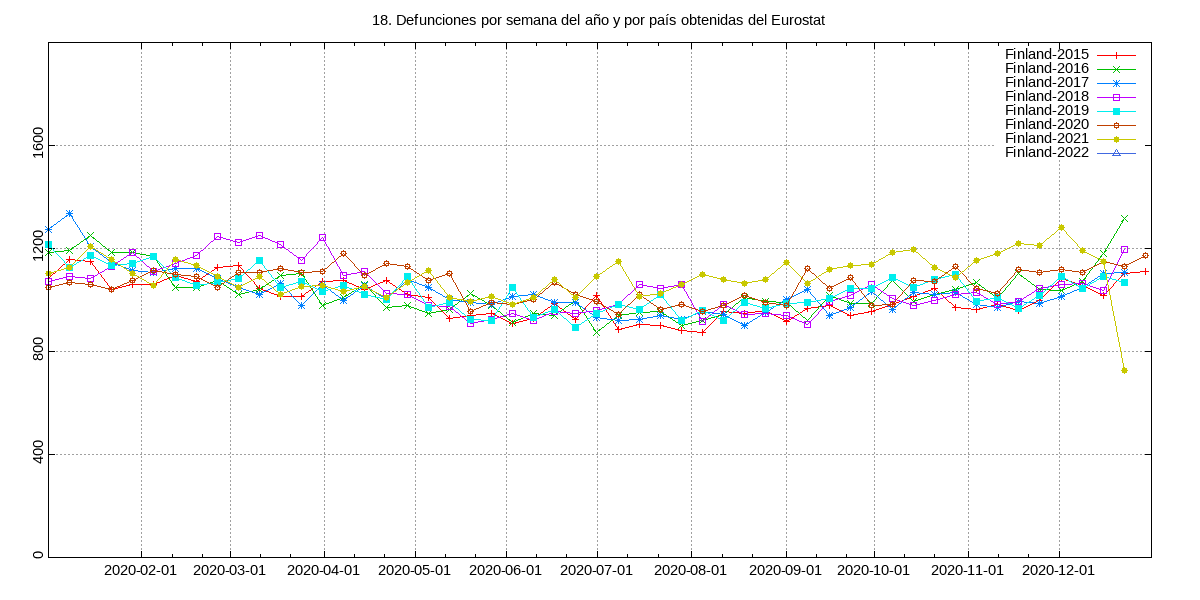 18. Defunciones por semana del año y por país obtenidas del Eurostat
Finland-2015
Finland-2016
Finland-2017
Finland-2018
Finland-2019
Finland-2020
Finland-2021
Finland-2022
1600
1200
800
400
0
2020-02-01 2020-03-01 2020-04-01 2020-05-01 2020-06-01 2020-07-01 2020-08-01 2020-09-01 2020-10-01 2020-11-01 2020-12-01